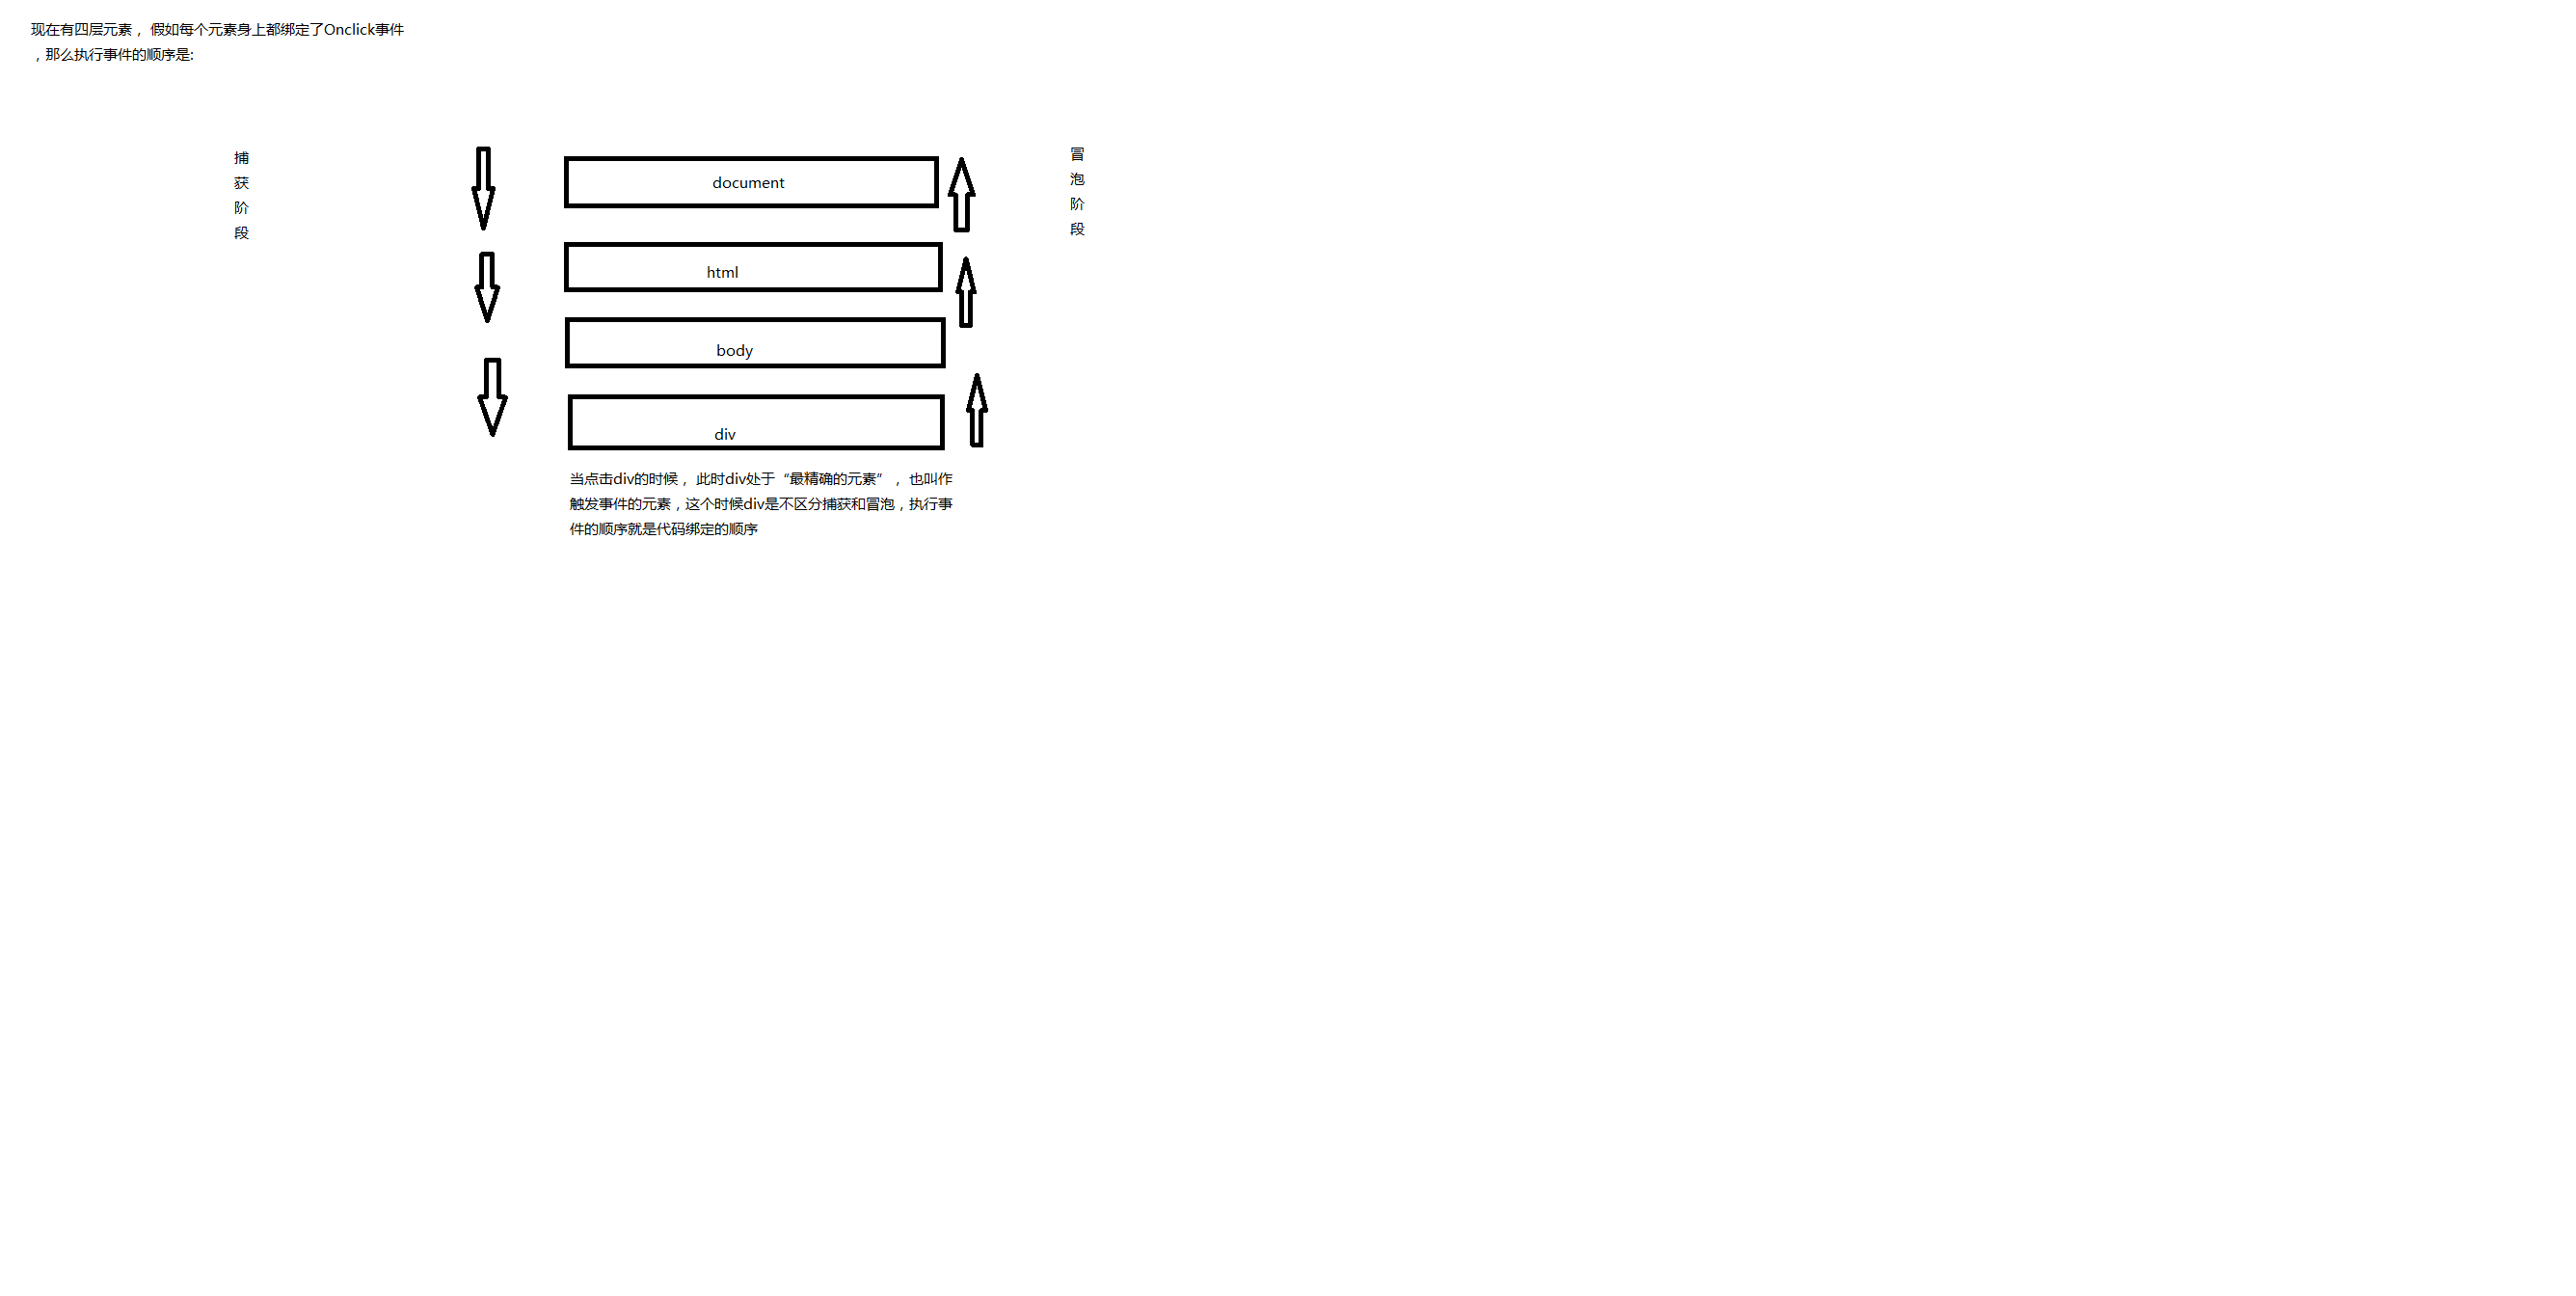 现在有四层元素，假如每个元素身上都绑定了Onclick事件
，那么执行事件的顺序是:
捕
获
阶
段
document
html
body
div
冒
泡
阶
段
当点击div的时候，此时div处于“最精确的元素”，也叫作
触发事件的元素，这个时候div是不区分捕获和冒泡，执行事
件的顺序就是代码绑定的顺序